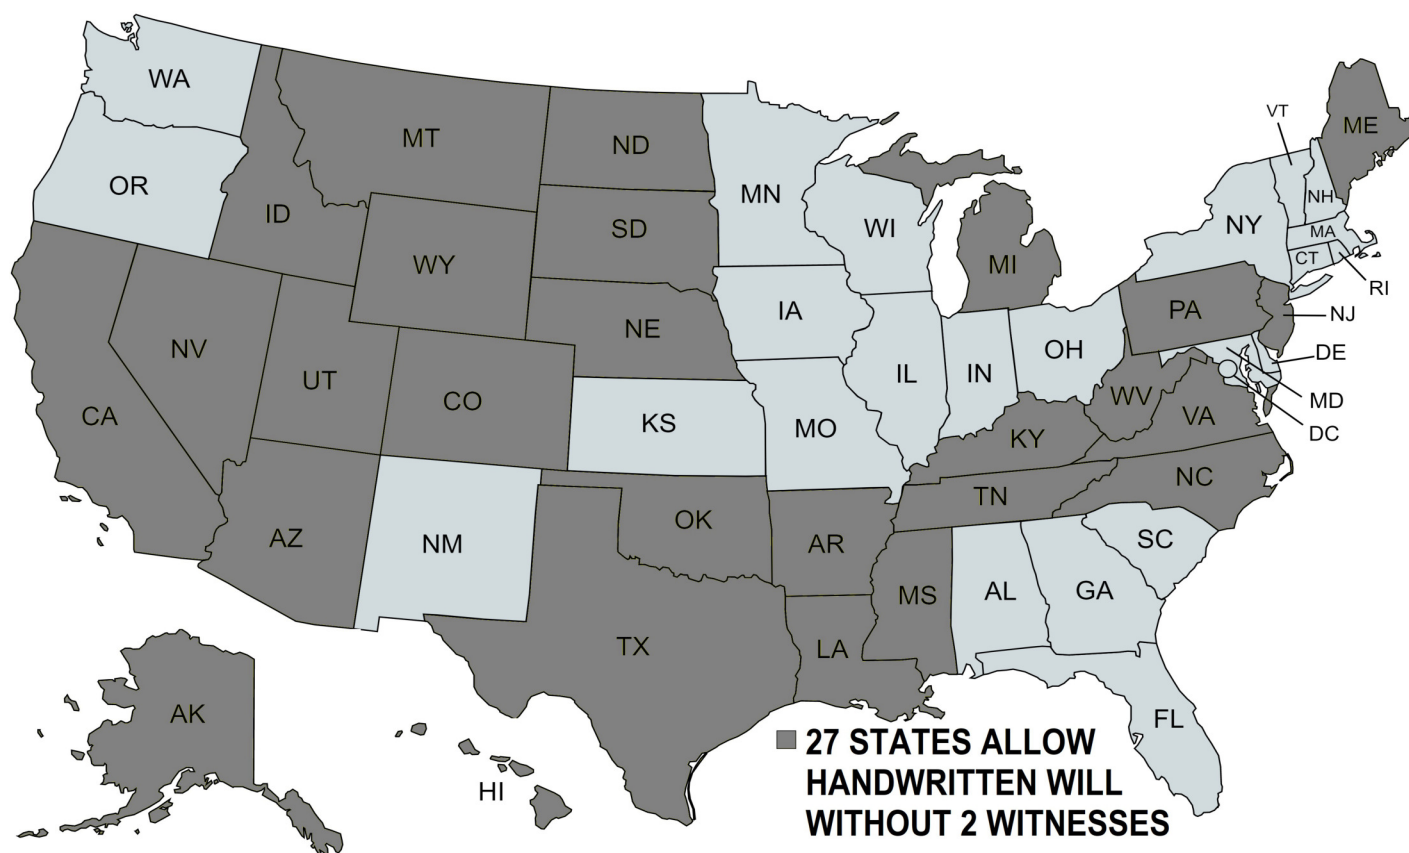 WA
MT
ND
MN
VT
ME
OR
ID
SD
WI
NY
NH
MA
CT
RI
WY
MI
IA
NE
PA
NJ
NV
UT
CO
IL
IN
OH
DE
MD
DC
CA
KS
MO
WV
VA
KY
AZ
NM
OK
AR
TN
NC
SC
MS
AL
GA
TX
LA
AK
FL
HI
27 STATES ALLOW
HANDWRITTEN WILL
WITHOUT 2 WITNESSES